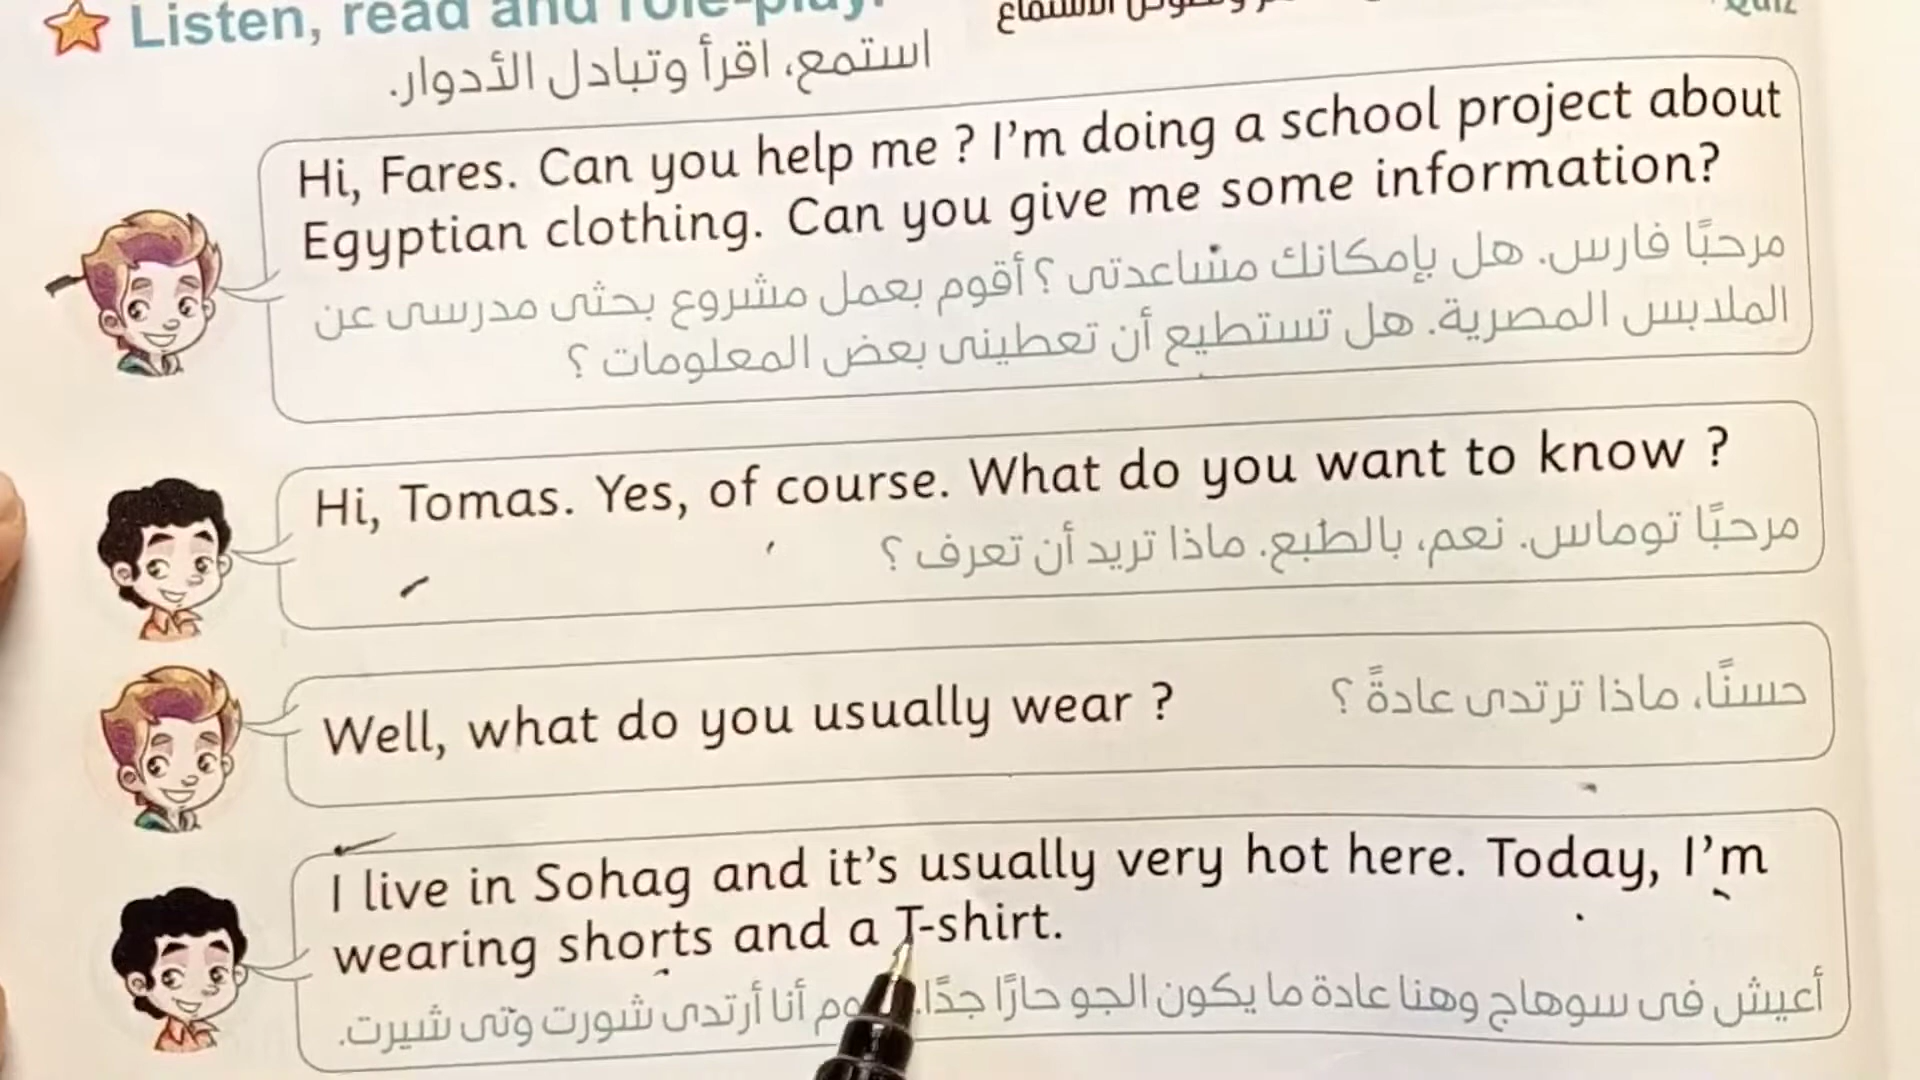 Listen, read and role-play.
استمع، اقرأ وتبادل الأدوار.
Quiz
Hi, Fares. Can you help me ? I'm doing a school project about
Egyptian clothing. Can you give me some information?
مرحبًا فارس. هل بإمكانك مساعدتى ؟ أقوم بعمل مشروع بحثى مدرسى عن
الملابس المصرية. هل تستطيع أن تعطينى بعض المعلومات ؟
Hi, Tomas. Yes, of course. What do you want to know ?
مرحبًا توماس. نعم، بالطبع. ماذا تريد أن تعرف ؟
Well, what do you usually wear ?
حسنًا، ماذا ترتدى عادةً ؟
I live in Sohag and it's usually very hot here. Today, I'm
wearing shorts and a T-shirt.
أعيش فى سوهاج وهنا عادة ما يكون الجو حارًا جدًا. أنا أرتدى شورت وتى شيرت.